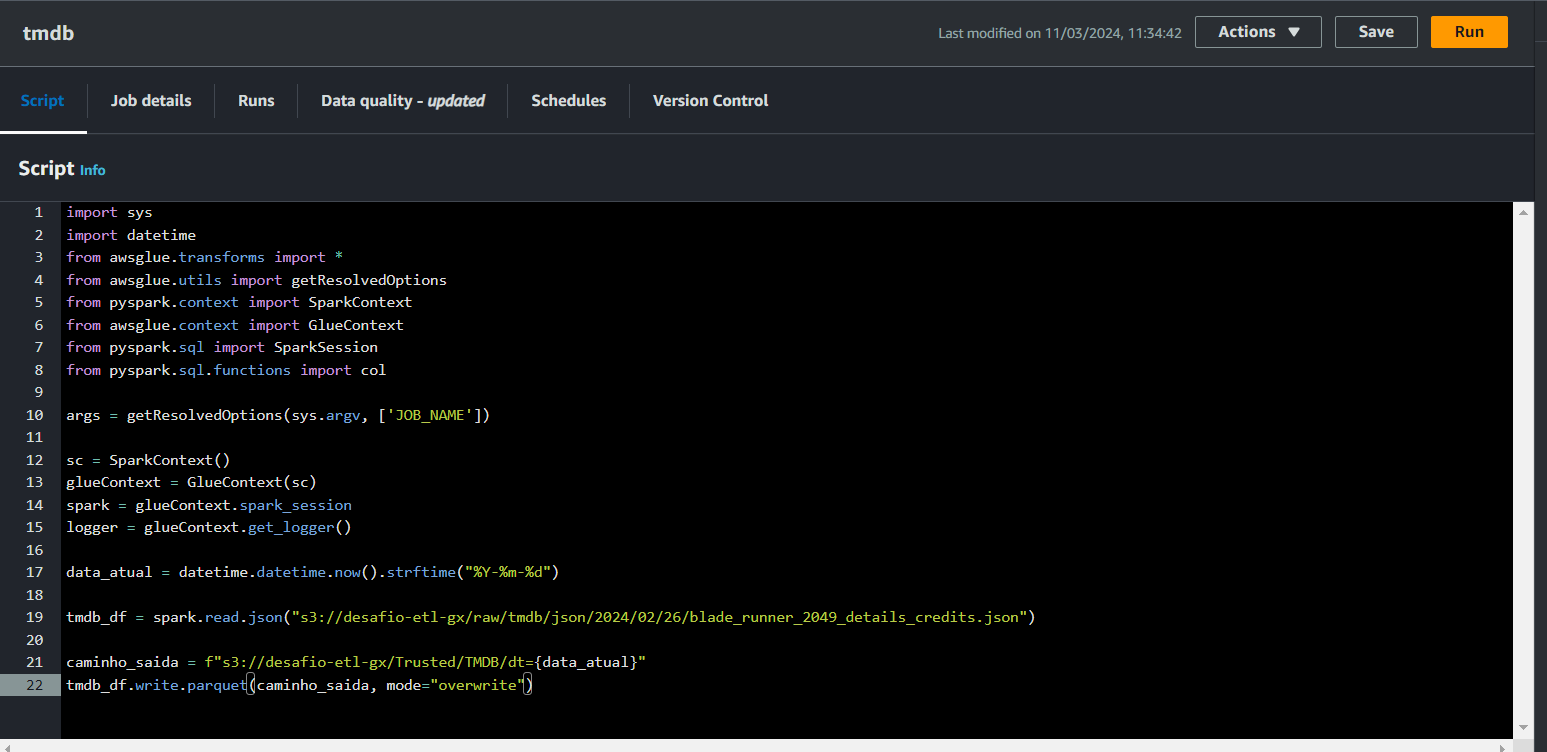 tmdb
Last modified on 11/03/2024, 11:34:42
Actions ▼
Save
Run
Script
Job details
Runs
Data quality - updated
Schedules
Version Control
Script Info
1 import sys
2 import datetime
3 from awsglue.transforms import *
4 from awsglue.utils import getResolvedOptions
5 from pyspark.context import SparkContext
6 from awsglue.context import GlueContext
7 from pyspark.sql import SparkSession
8 from pyspark.sql.functions import col
9
10 args = getResolvedOptions(sys.argv, ['JOB_NAME'])
11
12 sc = SparkContext()
13 glueContext = GlueContext(sc)
14 spark = glueContext.spark_session
15 logger = glueContext.get_logger()
16
17 data_atual = datetime.datetime.now().strftime("%Y-%m-%d")
18
19 tmdb_df = spark.read.json("s3://desafio-etl-gx/raw/tmdb/json/2024/02/26/blade_runner_2049_details_credits.json")
20
21 caminho_saida = f"s3://desafio-etl-gx/Trusted/TMDB/dt={data_atual}"
22 tmdb_df.write.parquet(caminho_saida, mode="overwrite")